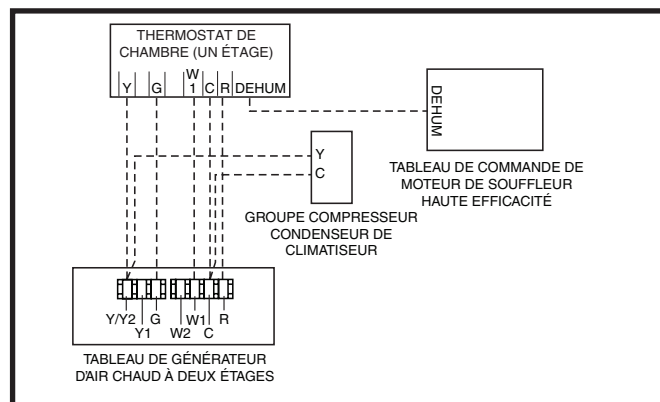 THERMOSTAT DE
CHAMBRE (UN ÉTAGE)
Y G W1 C R DEHUM
DEHUM
TABLEAU DE COMMANDE DE
MOTEUR DE SOUFFLEUR
HAUTE EFFICACITÉ
Y
C
GROUPE COMPRESSEUR
CONDENSEUR DE
CLIMATISEUR
Y/Y2 Y1 G W2 W1 C R
TABLEAU DE GÉNÉRATEUR
D'AIR CHAUD À DEUX ÉTAGES